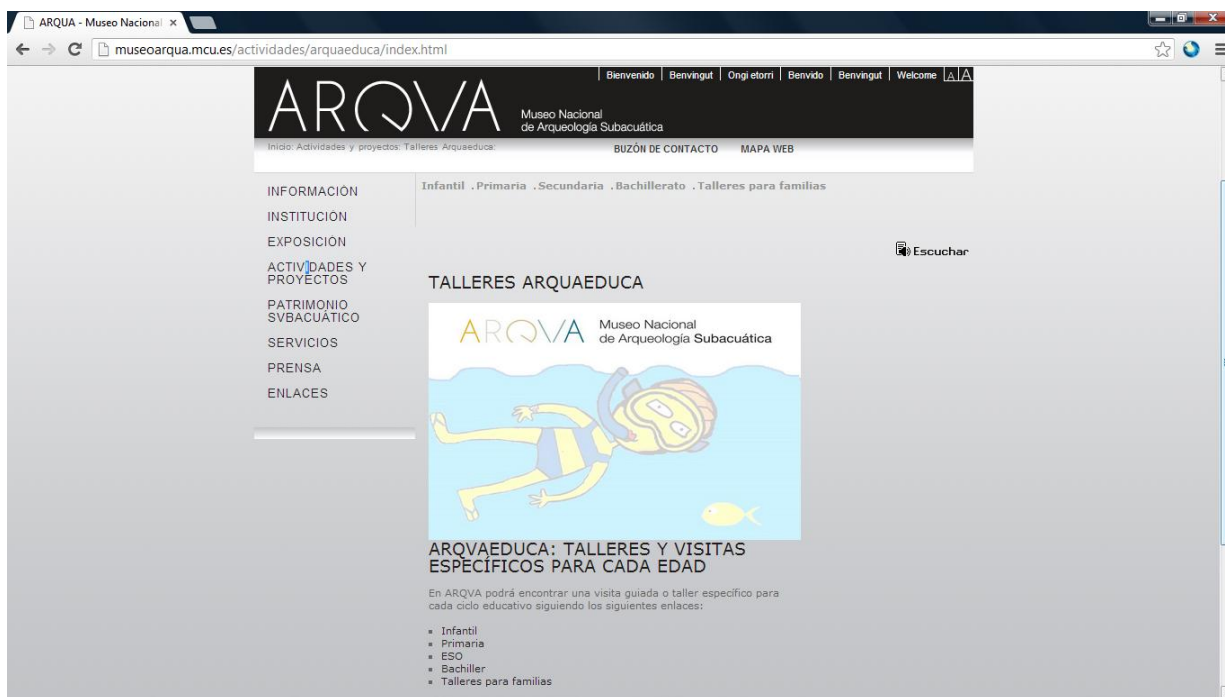 ARQUA - Museo Nacional
museoarqua.mcu.es/actividades/arquaeduca/index.html
Bienvenido | Benvingut | Ongi etorri | Benvido | Benvingut | Welcome A A
ARQVA
Museo Nacional
de Arqueología Subacuática
Inicio: Actividades y proyectos: Talleres Arquaeduca:
BUZÓN DE CONTACTO MAPA WEB
Infantil . Primaria . Secundaria . Bachillerato . Talleres para familias
INFORMACIÓN
INSTITUCIÓN
EXPOSICIÓN
ACTIVIDADES Y
PROYECTOS
PATRIMONIO
SVBACUÁTICO
SERVICIOS
PRENSA
ENLACES
Escuchar
TALLERES ARQUAEDUCA
ARQVA
Museo Nacional
de Arqueología Subacuática
ARQVAEDUCA: TALLERES Y VISITAS
ESPECÍFICOS PARA CADA EDAD
En ARQVA podrá encontrar una visita guiada o taller específico para
cada ciclo educativo siguiendo los siguientes enlaces:
Infantil
Primaria
ESO
Bachiller
Talleres para familias